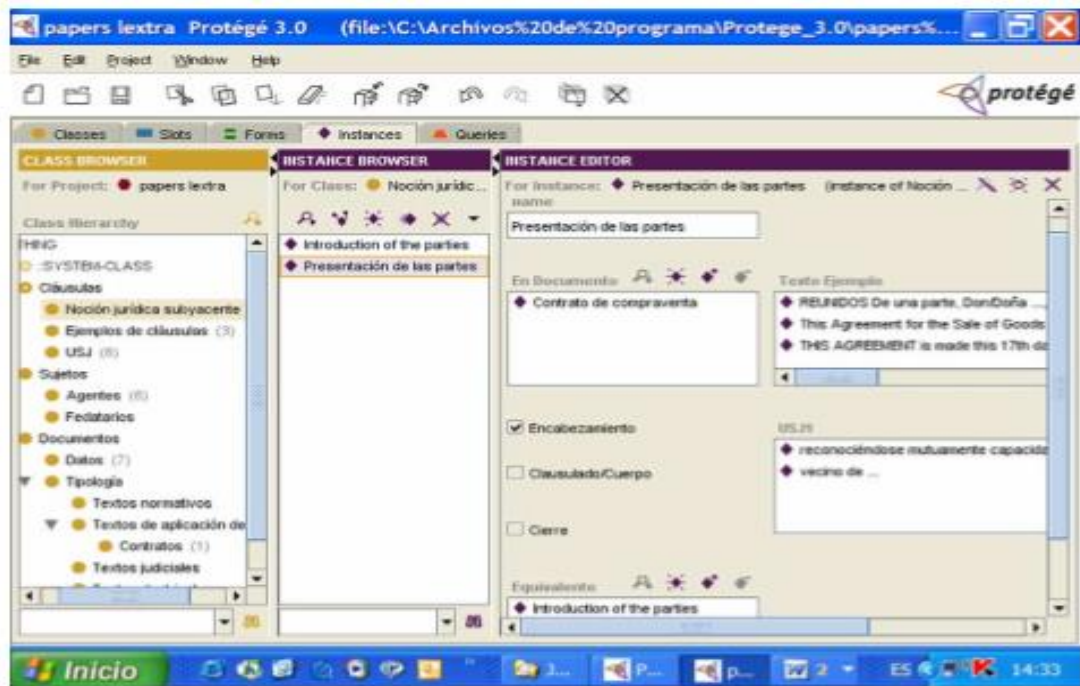 papers lextra Protégé 3.0 (file:\C:\Archivos%20de%20programa\Protege_3.0\papers%...
File Edit Project Window Help
protégé
Classes Slots Forms Instances Queries
CLASS BROWSER
For Project: papers lextra
Class Hierarchy
THING
:SYSTEM-CLASS
Cláusulas
Noción jurídica subyacente
Ejemplos de cláusulas (3)
USJ (8)
Sujetos
Agentes (6)
Fedatarios
Documentos
Datos (7)
Tipología
Textos normativos
Textos de aplicación de
Contratos (1)
Textos judiciales
INSTANCE BROWSER
For Class: Noción jurídic...
Introduction of the parties
Presentación de las partes
INSTANCE EDITOR
For Instance: Presentación de las partes (instance of Noción ...
name
Presentación de las partes
En Documento
Contrato de compraventa
Texto Ejemplo
REUNIDOS De una parte, Don/Doña ...,
This Agreement for the Sale of Goods
THIS AGREEMENT is made this 17th da
Encabezamiento
Clausulado/Cuerpo
Cierre
USJs
reconociéndose mutuamente capacida
vecino de ...
Equivalente
Introduction of the parties
Inicio
J... P... p... 2 ES 14:33